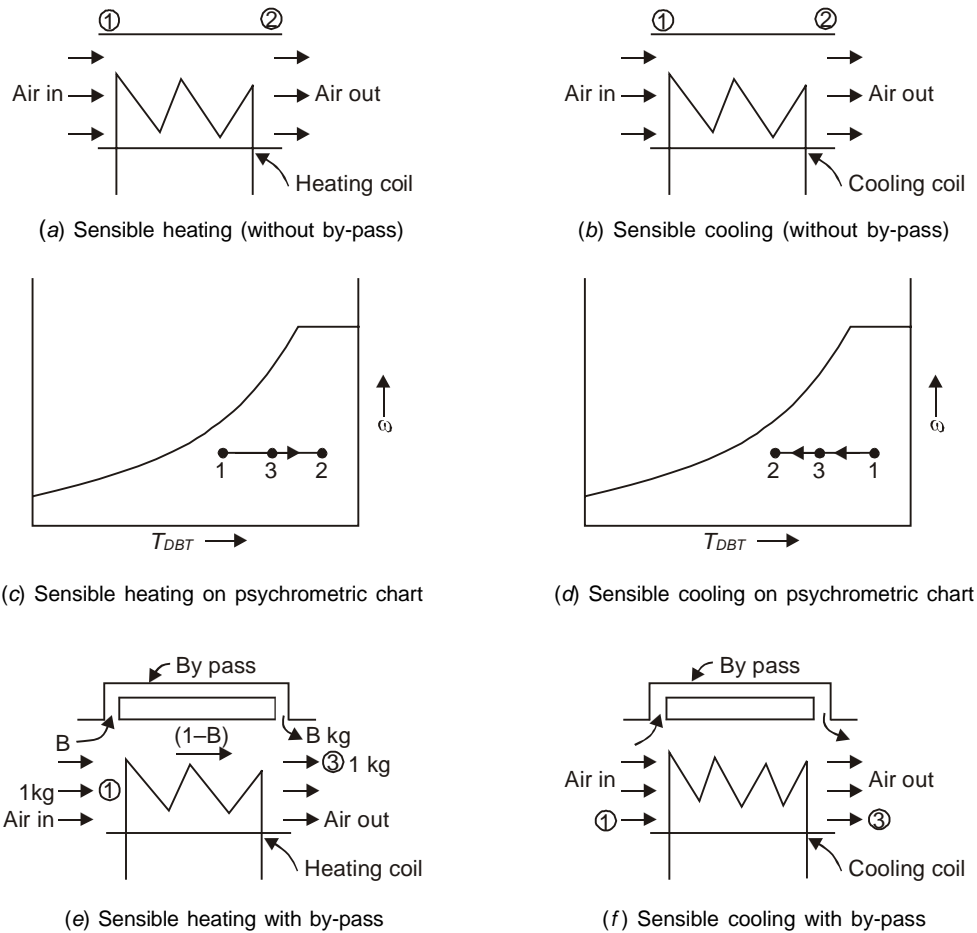 ① ②
Air in Air out
Heating coil
(a) Sensible heating (without by-pass)
① ②
Air in Air out
Cooling coil
(b) Sensible cooling (without by-pass)
ω
1 3 2
TDBT
(c) Sensible heating on psychrometric chart
ω
2 3 1
TDBT
(d) Sensible cooling on psychrometric chart
By pass
B (1–B) B kg
③ 1 kg
1kg ①
Air in Air out
Heating coil
(e) Sensible heating with by-pass
By pass
Air in Air out
① ③
Cooling coil
(f) Sensible cooling with by-pass